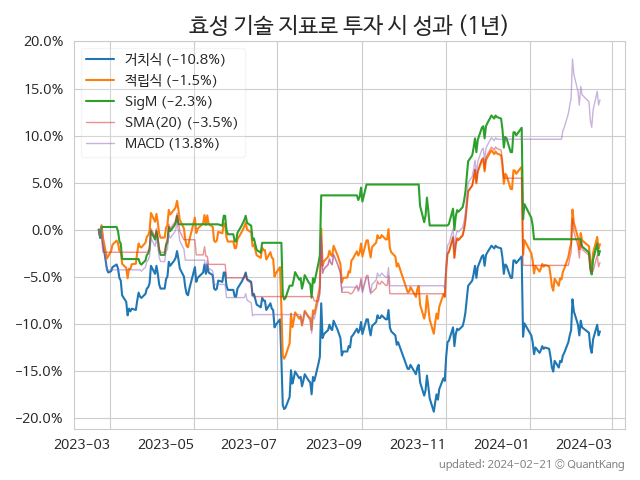 효성 기술 지표로 투자 시 성과 (1년)
20.0%
15.0%
10.0%
5.0%
0.0%
−5.0%
−10.0%
−15.0%
−20.0%
거치식 (−10.8%)
적립식 (−1.5%)
SigM (−2.3%)
SMA(20) (−3.5%)
MACD (13.8%)
2023-03 2023-05 2023-07 2023-09 2023-11 2024-01 2024-03
updated: 2024-02-21 © QuantKang